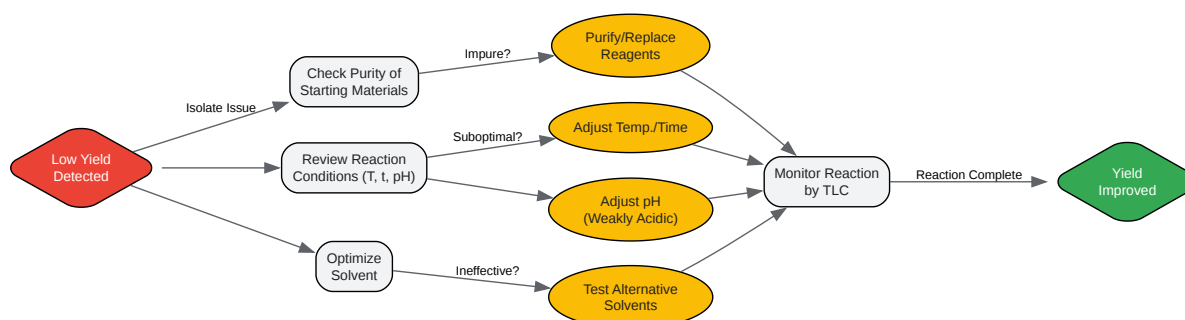 Low Yield
Detected
Isolate Issue
Check Purity of
Starting Materials
Impure?
Purify/Replace
Reagents
Review Reaction
Conditions (T, t, pH)
Suboptimal?
Adjust Temp./Time
Adjust pH
(Weakly Acidic)
Optimize
Solvent
Ineffective?
Test Alternative
Solvents
Monitor Reaction
by TLC
Reaction Complete
Yield
Improved